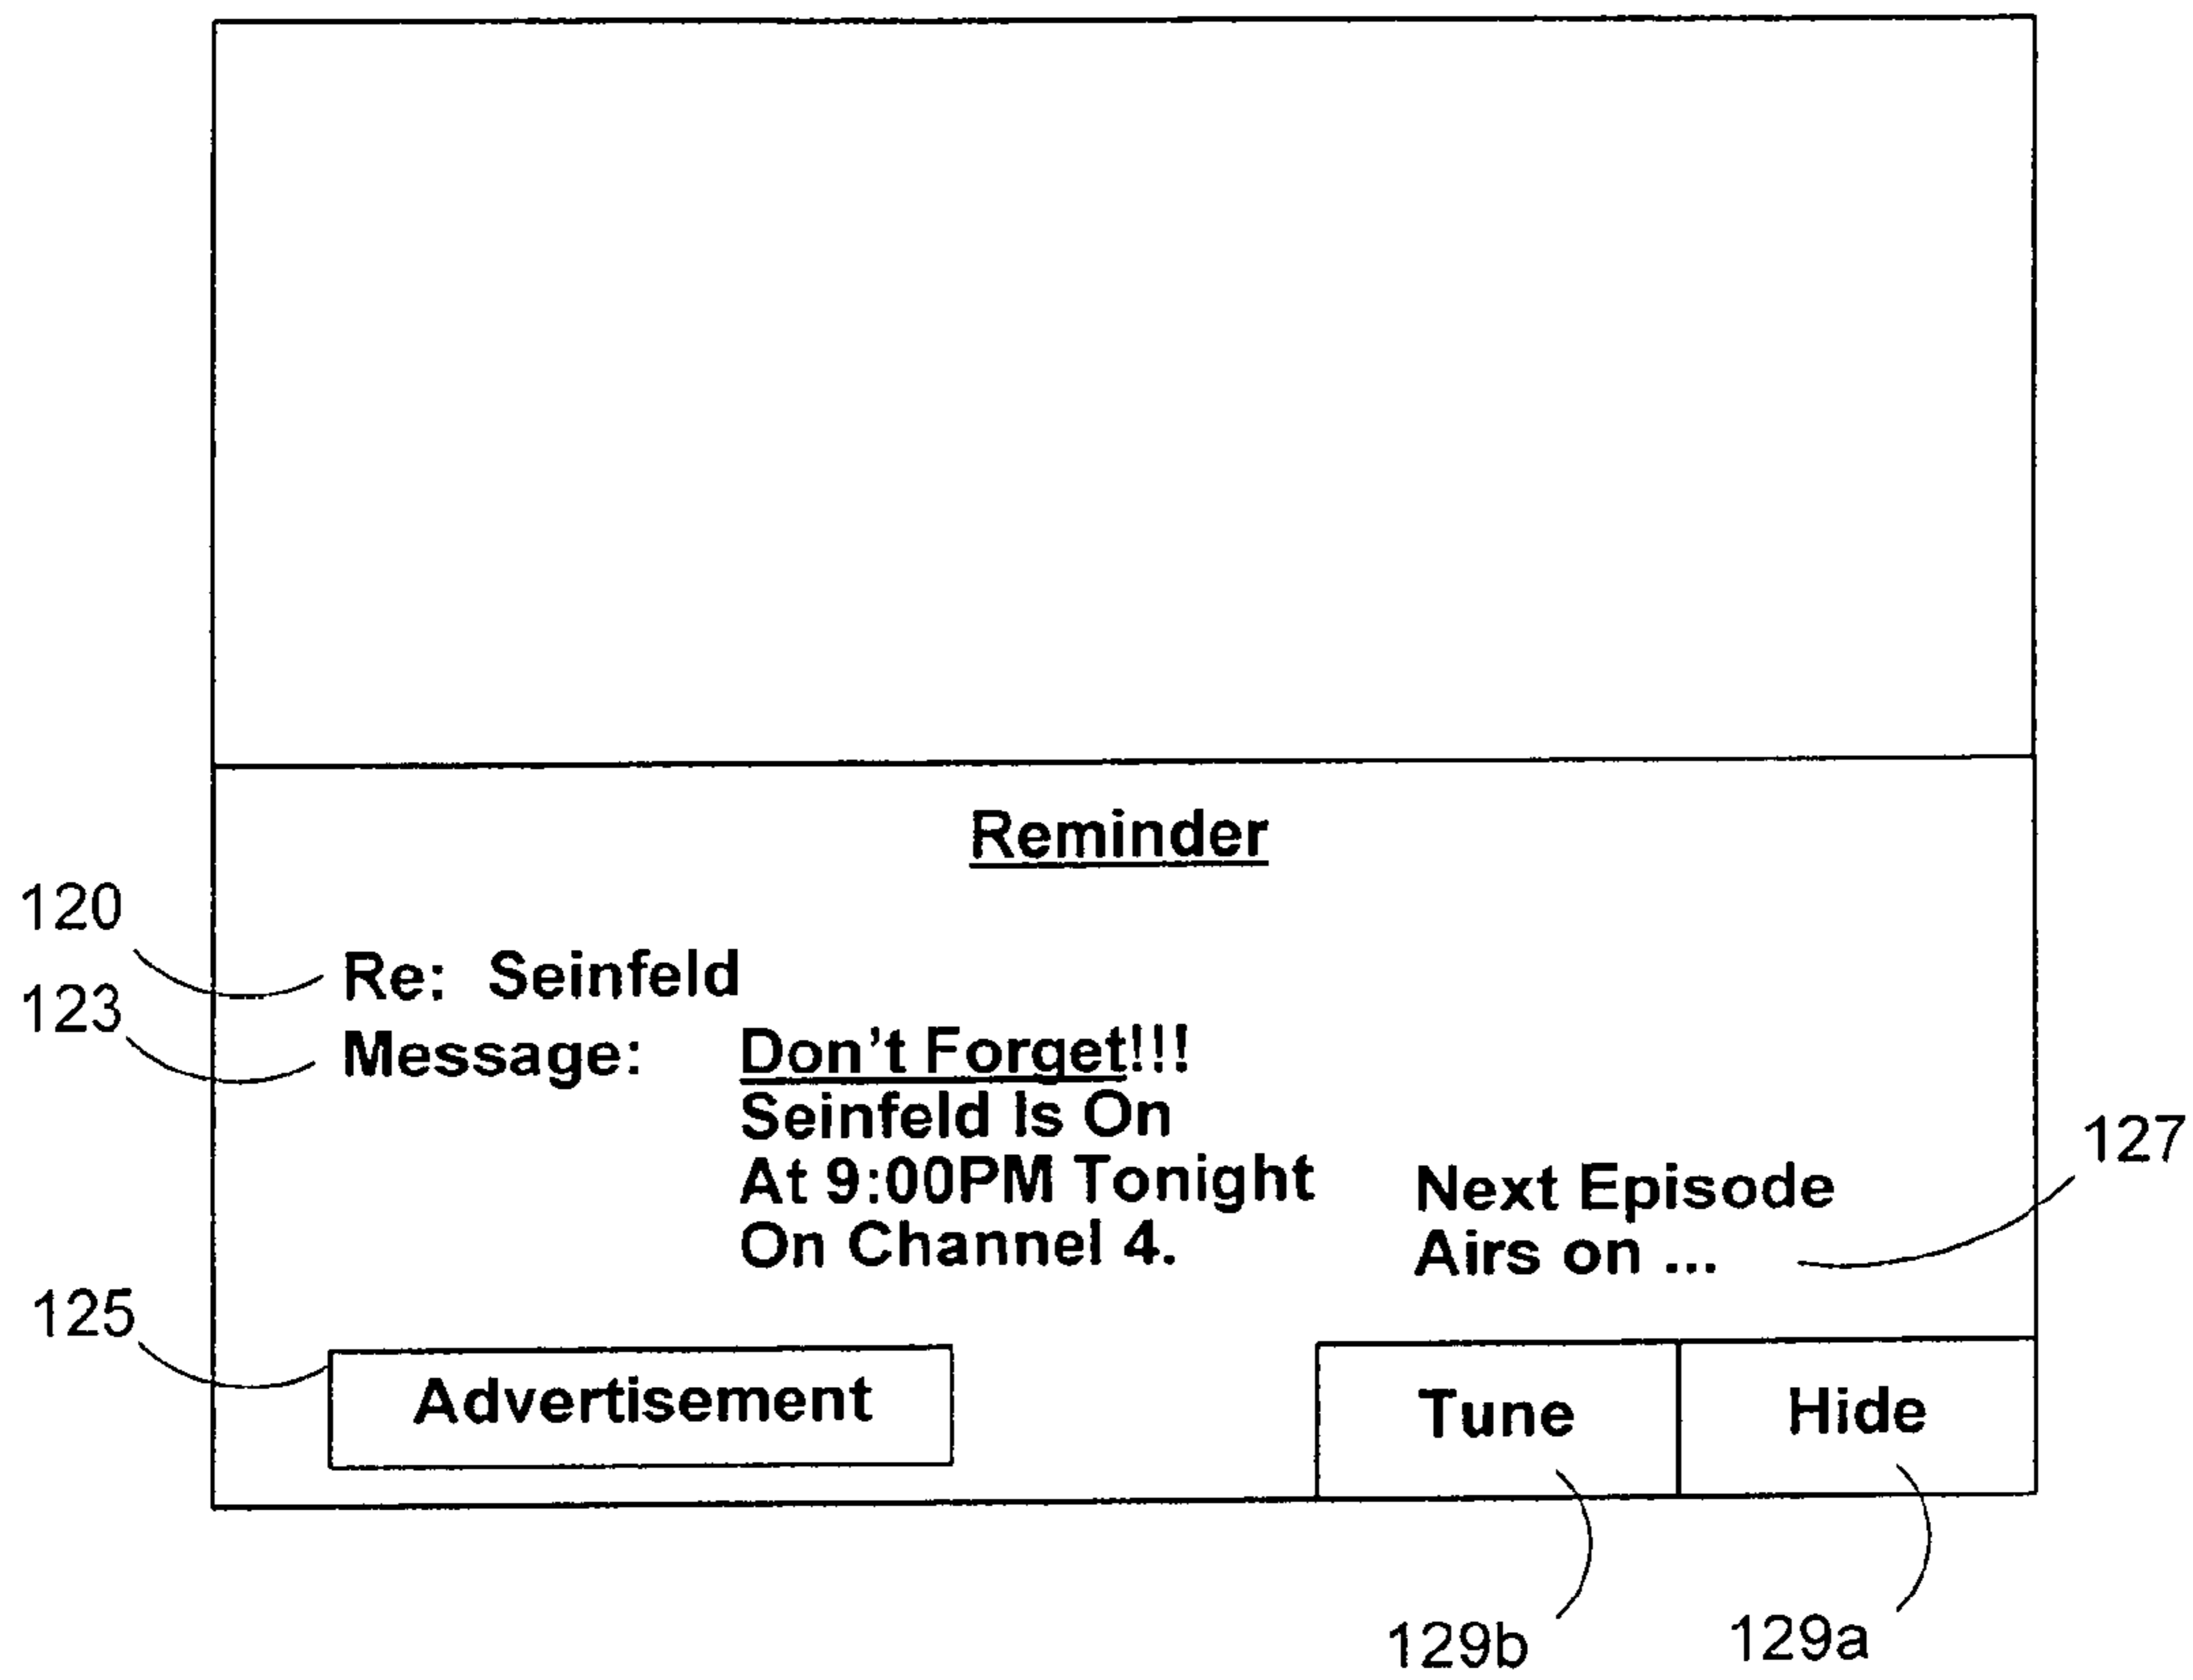 Reminder
120
Re: Seinfeld
123
Message: Don't Forget!!!
Seinfeld Is On
At 9:00PM Tonight
On Channel 4.
Next Episode
Airs on ...
127
125
Advertisement
Tune
Hide
129b
129a